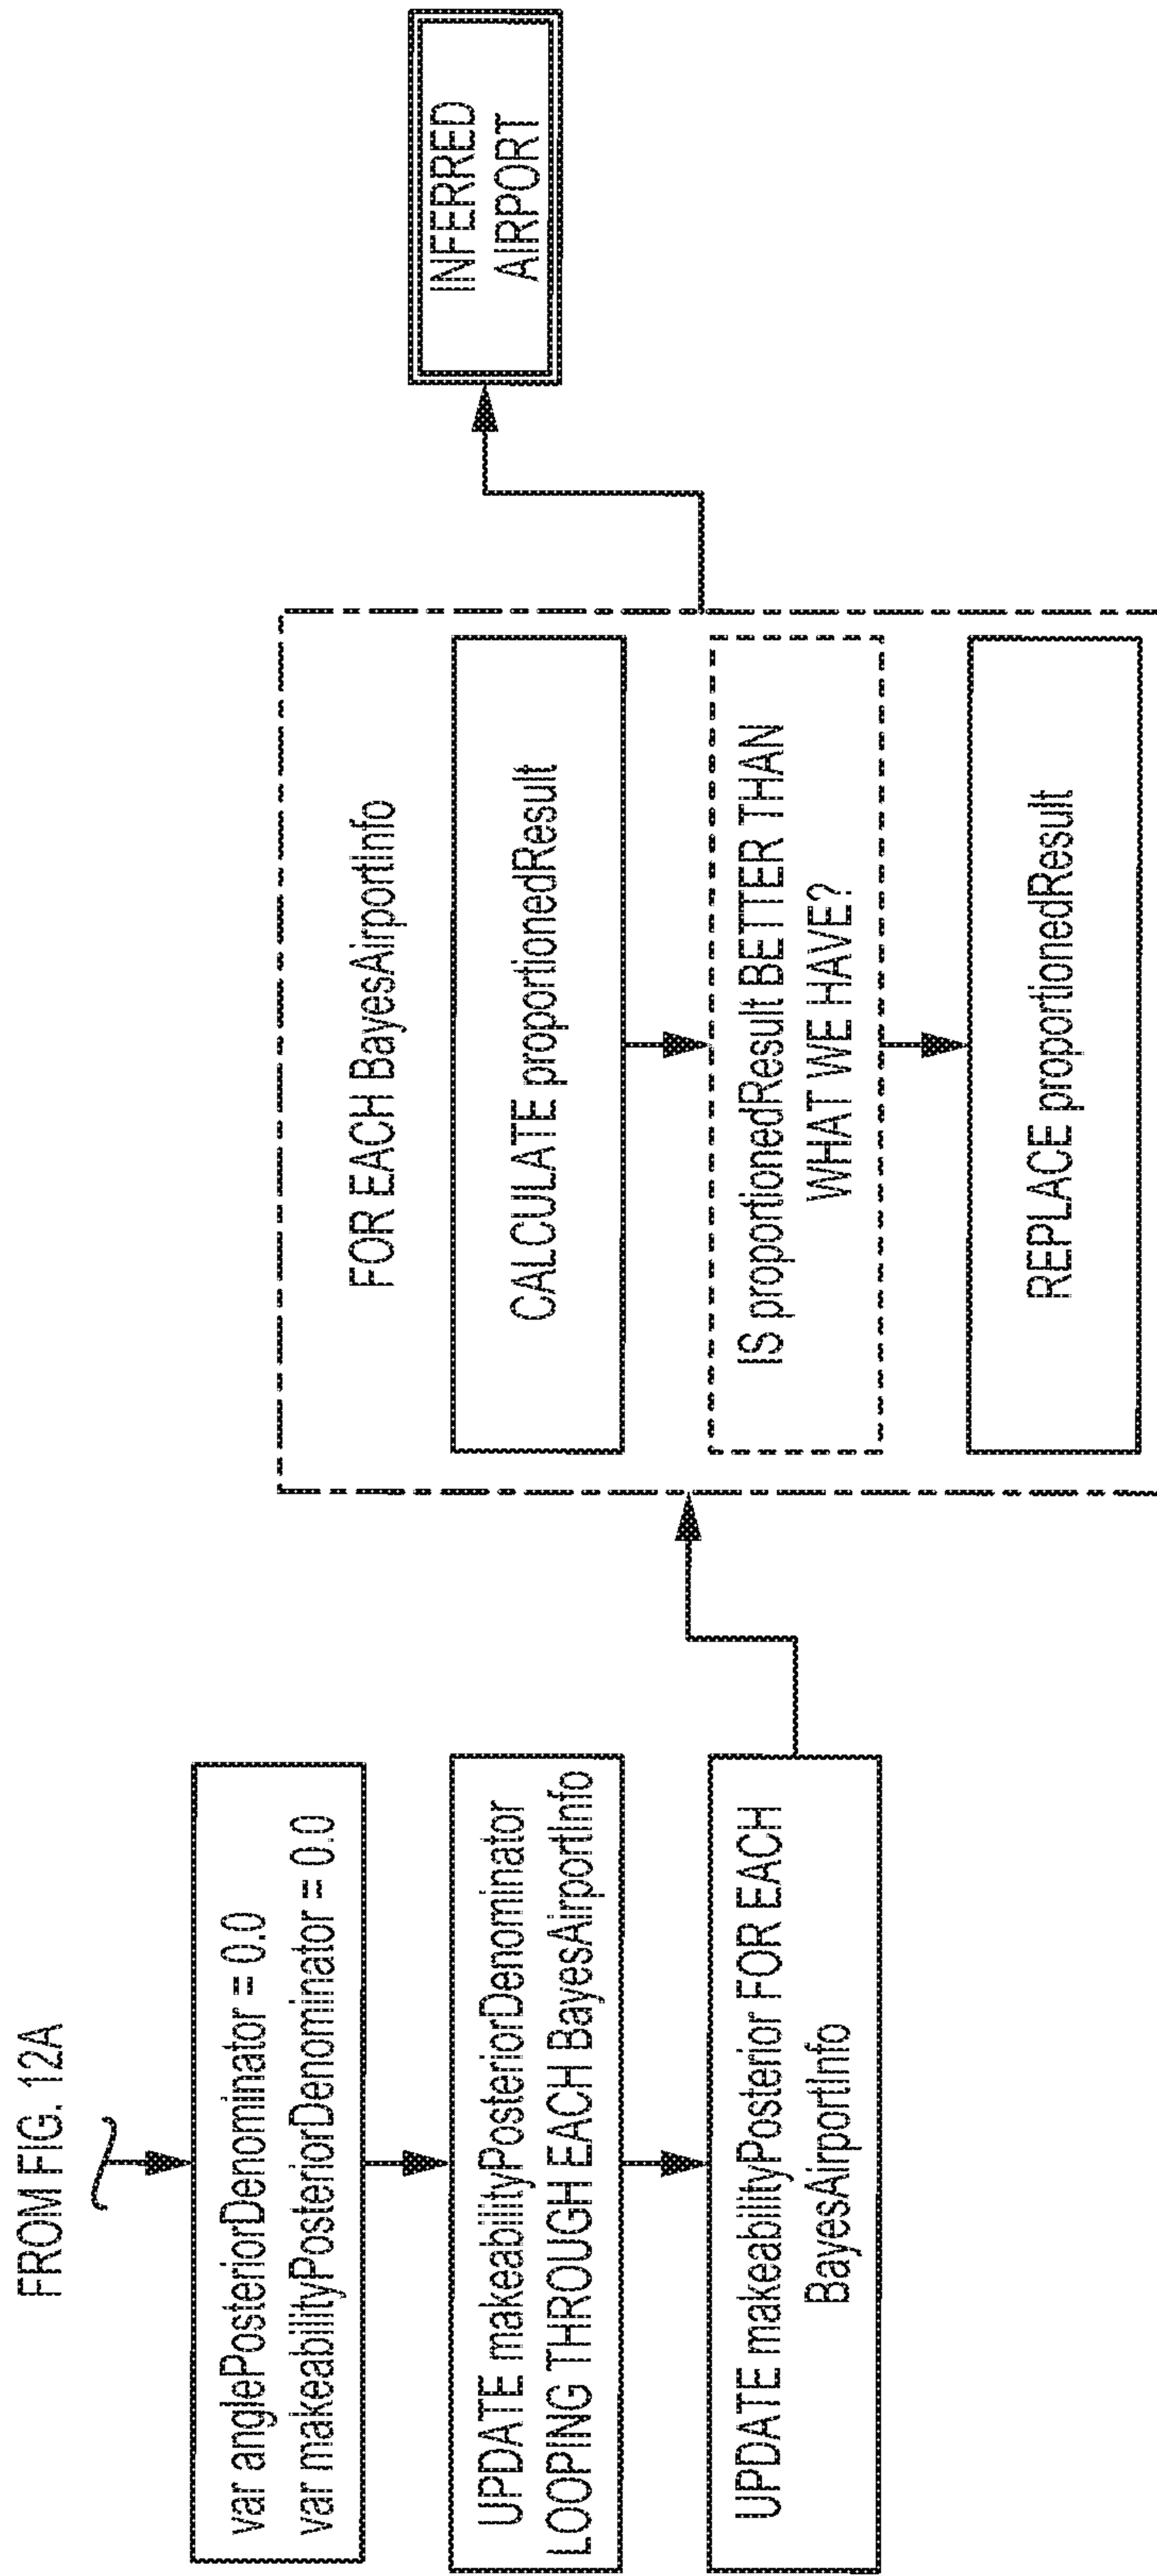 FROM FIG. 12A
var anglePosteriorDenominator = 0.0
var makeabilityPosteriorDenominator = 0.0
UPDATE makeabilityPosteriorDenominator
LOOPING THROUGH EACH BayesAirportInfo
UPDATE makeabilityPosterior FOR EACH
BayesAirportInfo
FOR EACH BayesAirportInfo
CALCULATE proportionedResult
IS proportionedResult BETTER THAN
WHAT WE HAVE?
REPLACE proportionedResult
INFERRED
AIRPORT